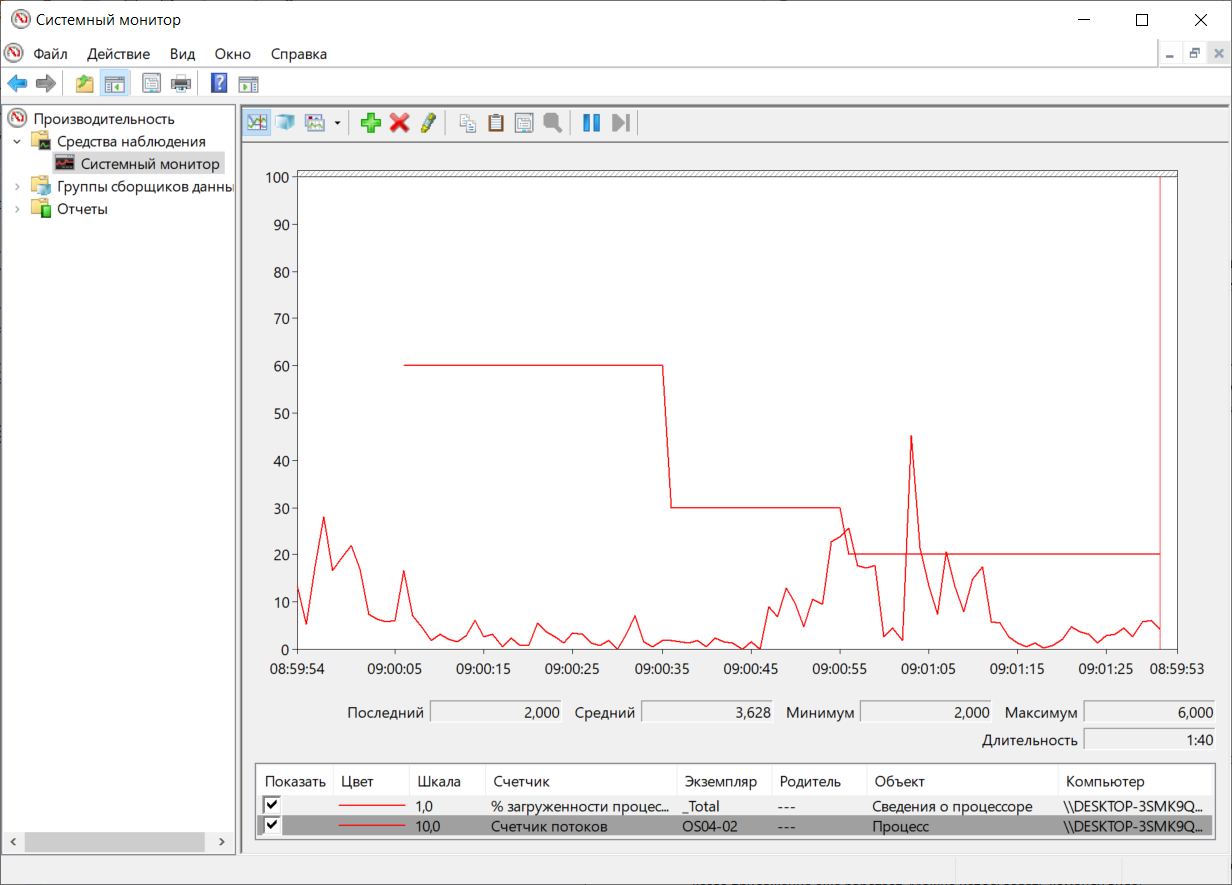 Системный монитор
Файл Действие Вид Окно Справка
Производительность
Средства наблюдения
Системный монитор
Группы сборщиков данны
Отчеты
100
90
80
70
60
50
40
30
20
10
0
08:59:54 09:00:05 09:00:15 09:00:25 09:00:35 09:00:45 09:00:55 09:01:05 09:01:15 09:01:25 08:59:53
Последний 2,000 Средний 3,628 Минимум 2,000 Максимум 6,000
Длительность 1:40
Показать Цвет Шкала Счетчик Экземпляр Родитель Объект Компьютер
1,0 % загруженности процес... _Total --- Сведения о процессоре \\DESKTOP-3SMK9Q...
10,0 Счетчик потоков OS04-02 --- Процесс \\DESKTOP-3SMK9Q...